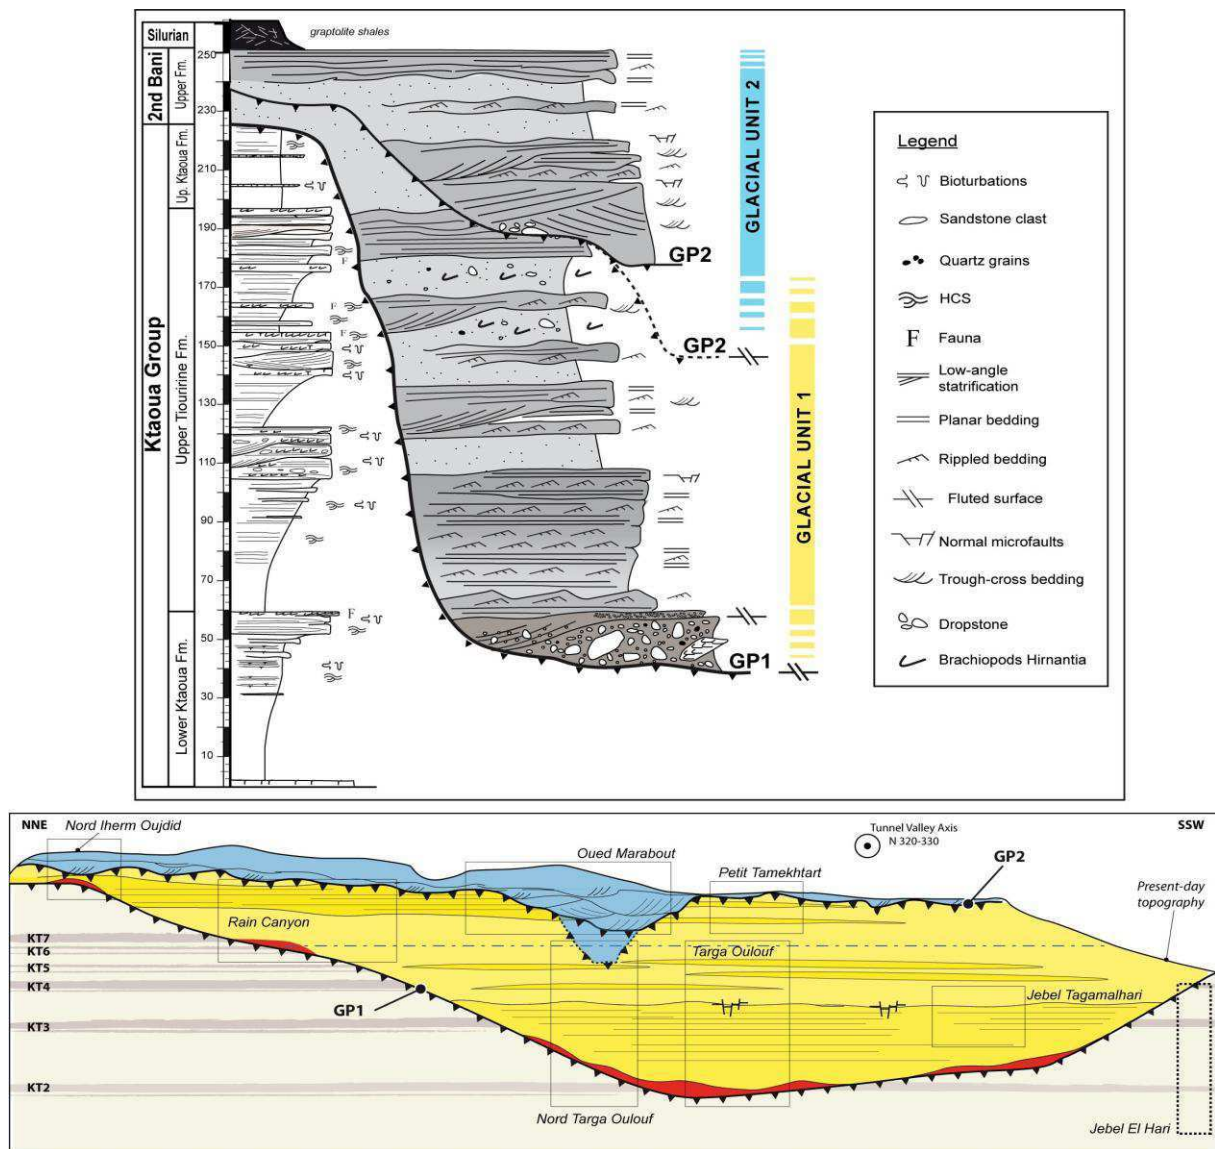 Silurian
graptolite shales
2nd Bani
Upper Fm.
Ktaoua Group
Up. Ktaoua Fm.
Upper Tiouririne Fm.
Lower Ktaoua Fm.
250
230
210
190
170
150
130
110
90
70
50
30
10
F
F
F
F
GP2
GP2
GP1
GLACIAL UNIT 2
GLACIAL UNIT 1
Legend
Bioturbations
Sandstone clast
Quartz grains
HCS
F Fauna
Low-angle
statrification
Planar bedding
Rippled bedding
Fluted surface
Normal microfaults
Trough-cross bedding
Dropstone
Brachiopods Hirnantia
NNE
Nord Iherm Oujdid
Oued Marabout
Tunnel Valley Axis
N 320-330
SSW
Petit Tamekhtart
GP2
Present-day
topography
Rain Canyon
KT7
KT6
KT5
KT4
KT3
KT2
GP1
Targa Oulouf
Jebel Tagamalhari
Nord Targa Oulouf
Jebel El Hari